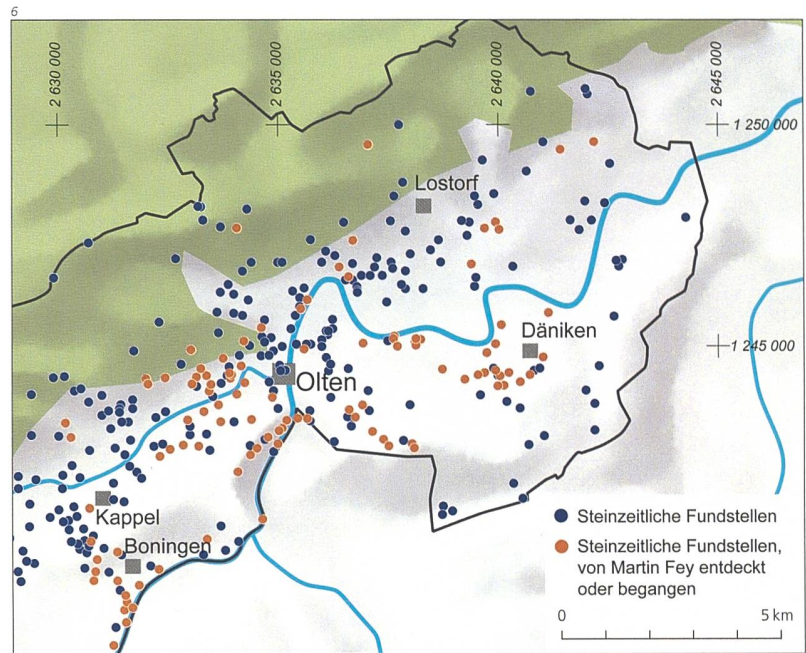 6
2 630 000
2 635 000
2 640 000
2 645 000
1 250 000
Lostorf
Däniken
1 245 000
Olten
Kappel
Boningen
Steinzeitliche Fundstellen
Steinzeitliche Fundstellen,
von Martin Fey entdeckt
oder begangen
0 5 km